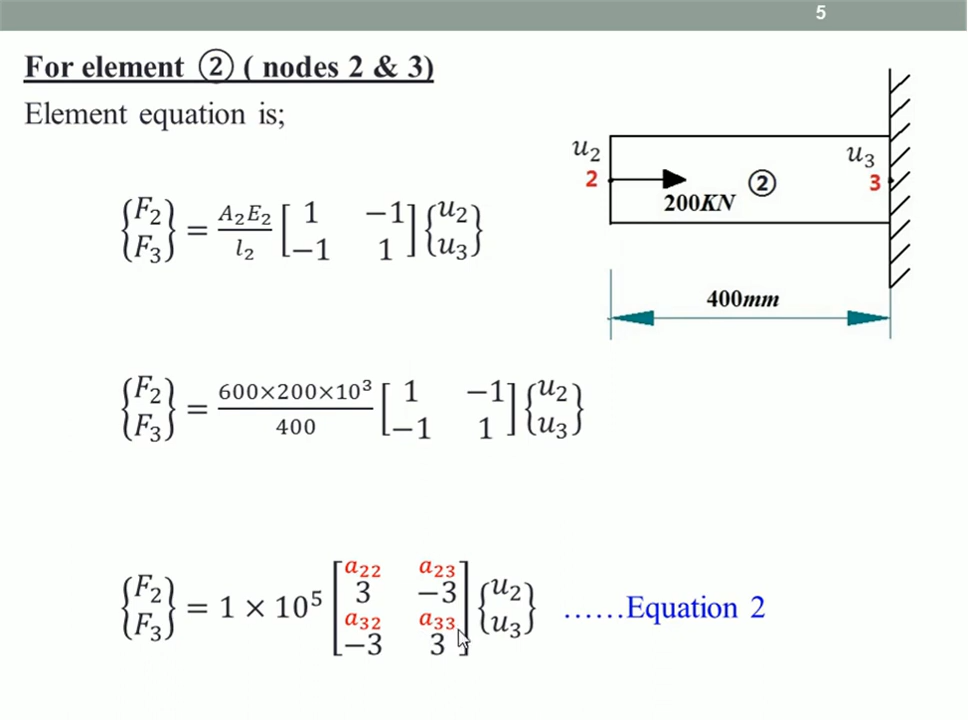 5
For element ② ( nodes 2 & 3)
Element equation is;
u₂
2
200KN
②
u₃
3
400mm
{F₂ F₃} = A₂E₂/l₂ [1 −1 −1 1] {u₂ u₃}
{F₂ F₃} = 600×200×10³/400 [1 −1 −1 1] {u₂ u₃}
{F₂ F₃} = 1 × 10⁵ [a₂₂ 3 a₂₃ −3 a₃₂ −3 a₃₃ 3] {u₂ u₃} ……Equation 2